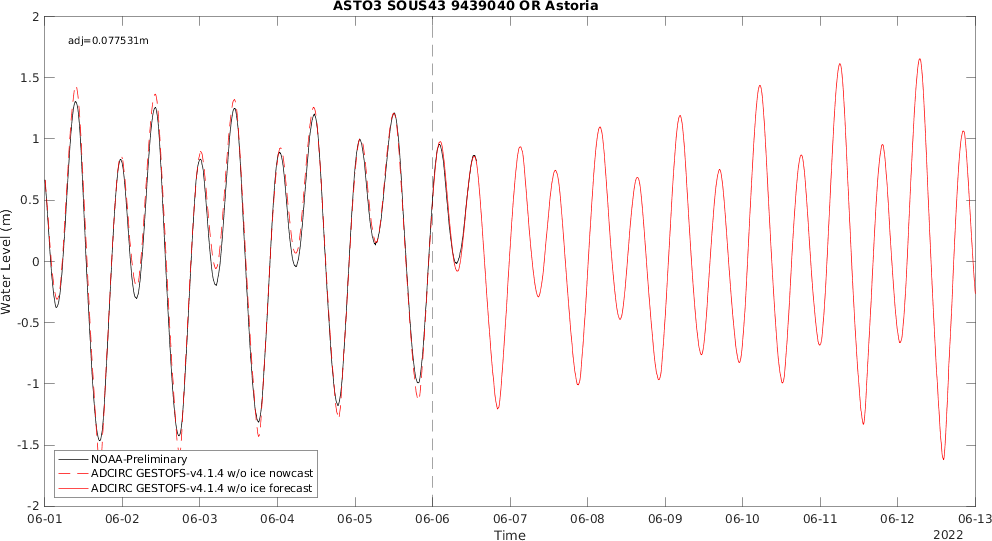 ASTO3 SOUS43 9439040 OR Astoria
adj=0.077531m
2
1.5
1
0.5
0
-0.5
-1
-1.5
-2
Water Level (m)
NOAA-Preliminary
ADCIRC GESTOFS-v4.1.4 w/o ice nowcast
ADCIRC GESTOFS-v4.1.4 w/o ice forecast
06-01 06-02 06-03 06-04 06-05 06-06 06-07 06-08 06-09 06-10 06-11 06-12 06-13
Time
2022